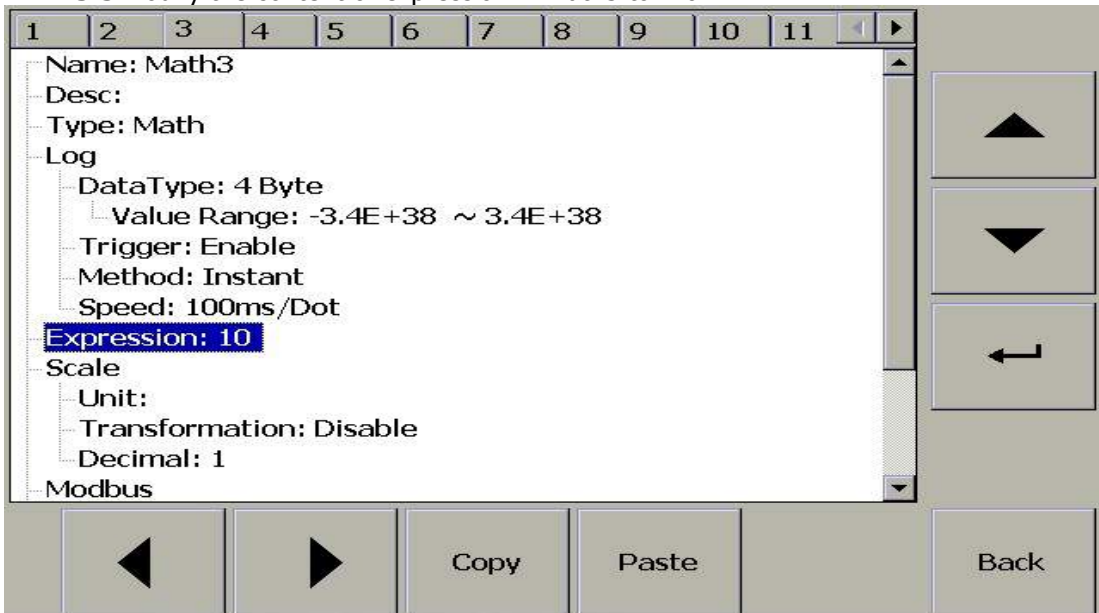 1 2 3 4 5 6 7 8 9 10 11
Name: Math3
Desc:
Type: Math
Log
DataType: 4 Byte
Value Range: -3.4E+38 ~ 3.4E+38
Trigger: Enable
Method: Instant
Speed: 100ms/Dot
Expression: 10
Scale
Unit:
Transformation: Disable
Decimal: 1
Modbus
Copy Paste Back